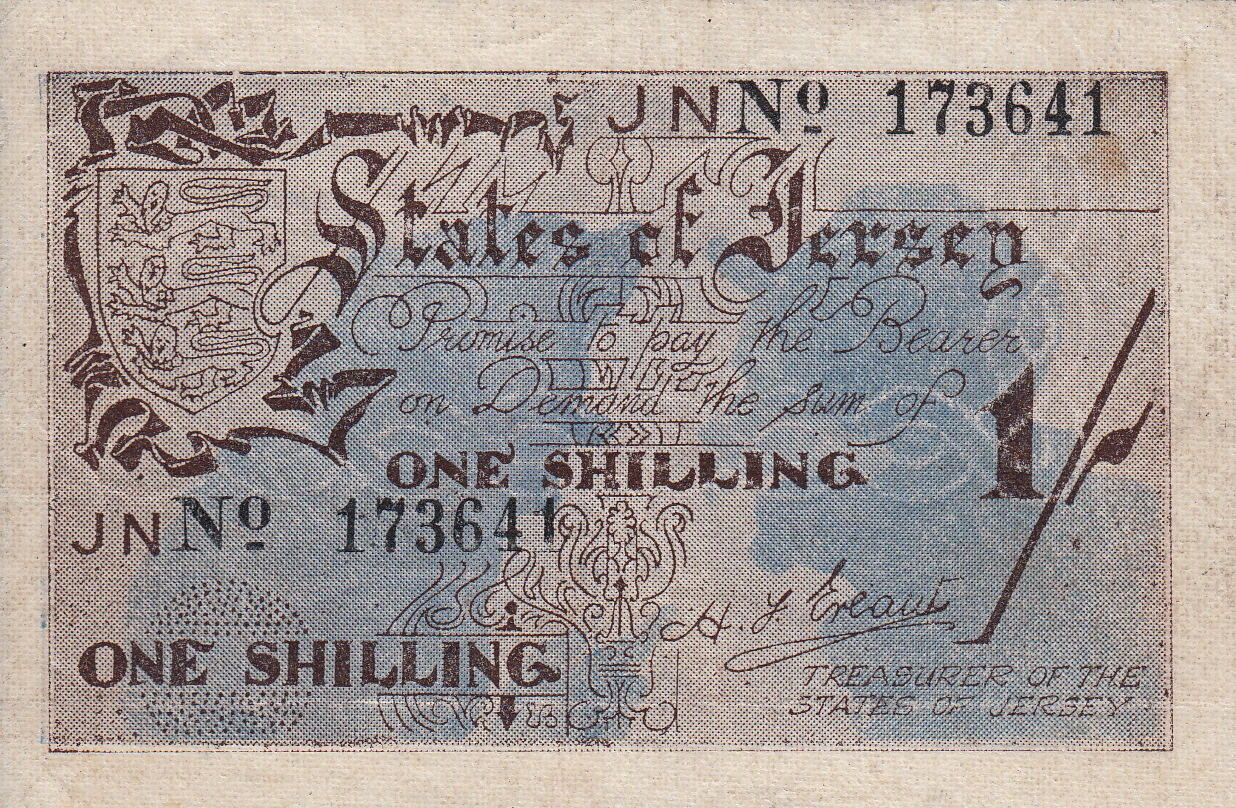 JN No 173641
States of Jersey
Promise to pay the Bearer
on Demand the sum of
1/-
ONE SHILLING
JN No 173641
H. F. Ereaut
ONE SHILLING
TREASURER OF THE
STATES OF JERSEY